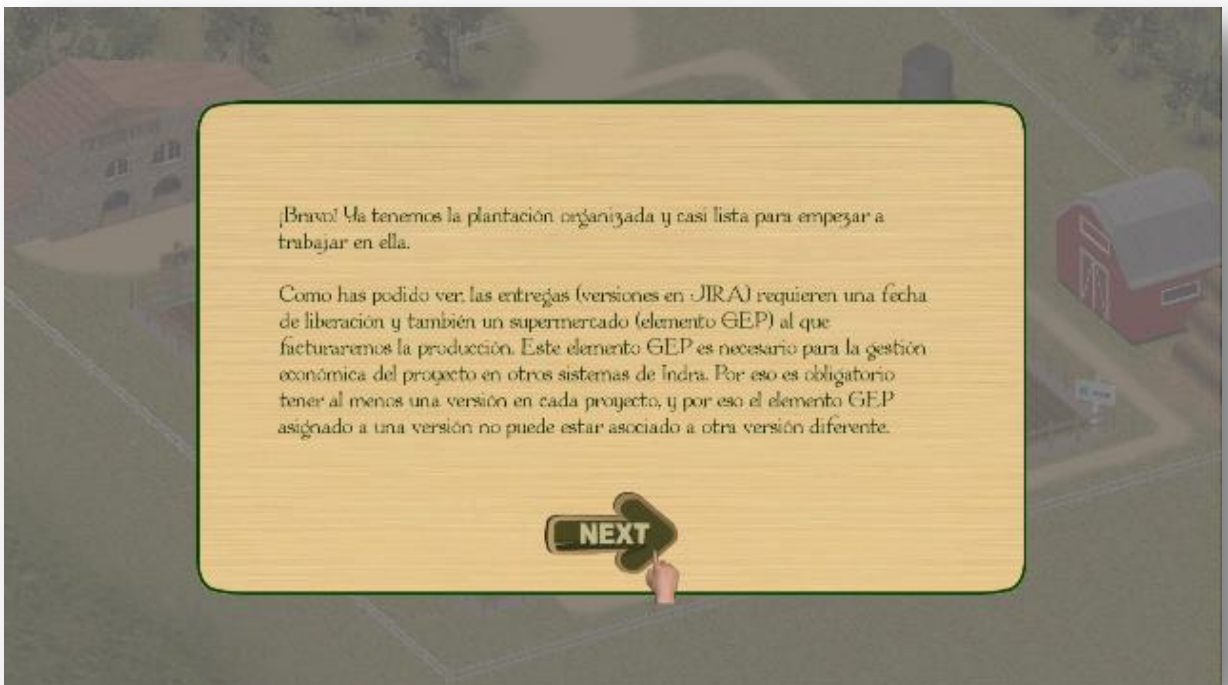 ¡Bravo! Ya tenemos la plantación organizada y casi lista para empezar a
trabajar en ella.
Como has podido ver, las entregas (versiones en JIRA) requieren una fecha
de liberación y también un supermercado (elemento GEP) al que
facturaremos la producción. Este elemento GEP es necesario para la gestión
económica del proyecto en otros sistemas de Indra. Por eso es obligatorio
tener al menos una versión en cada proyecto, y por eso el elemento GEP
asignado a una versión no puede estar asociado a otra versión diferente.
NEXT